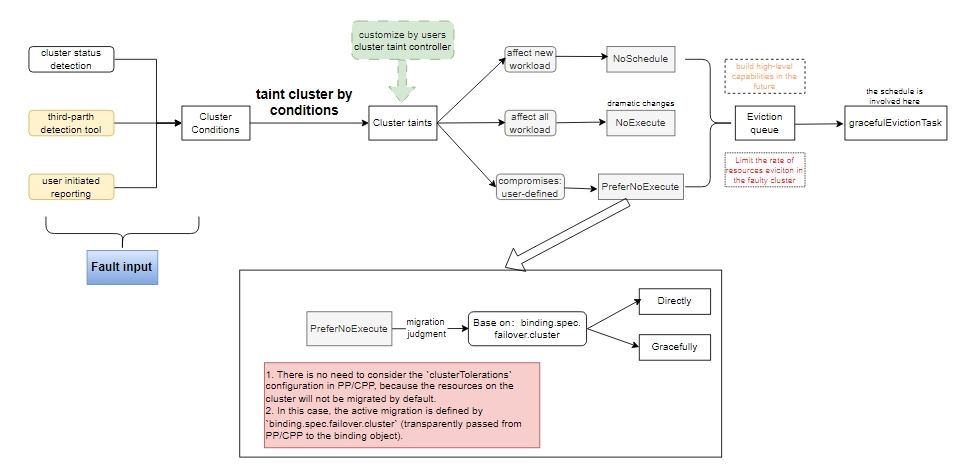 customize by users
cluster taint controller
cluster status
detection
third-parth
detection tool
user initiated
reporting
Fault input
Cluster
Conditions
taint cluster by
conditions
Cluster taints
affect new
workload
NoSchedule
affect all
workload
dramatic changes
NoExecute
compromises:
user-defined
PreferNoExecute
build high-level
capabilities in the
future
Eviction
queue
Limit the rate of
resources eviciton in
the faulty cluster
the schedule is
involved here
gracefulEvictionTask
PreferNoExecute
migration
judgment
Base on: binding.spec.
failover.cluster
Directly
Gracefully
1. There is no need to consider the `clusterTolerations`
configuration in PP/CPP, because the resources on the
cluster will not be migrated by default.
2. In this case, the active migration is defined by
`binding.spec.failover.cluster` (transparently passed from
PP/CPP to the binding object).